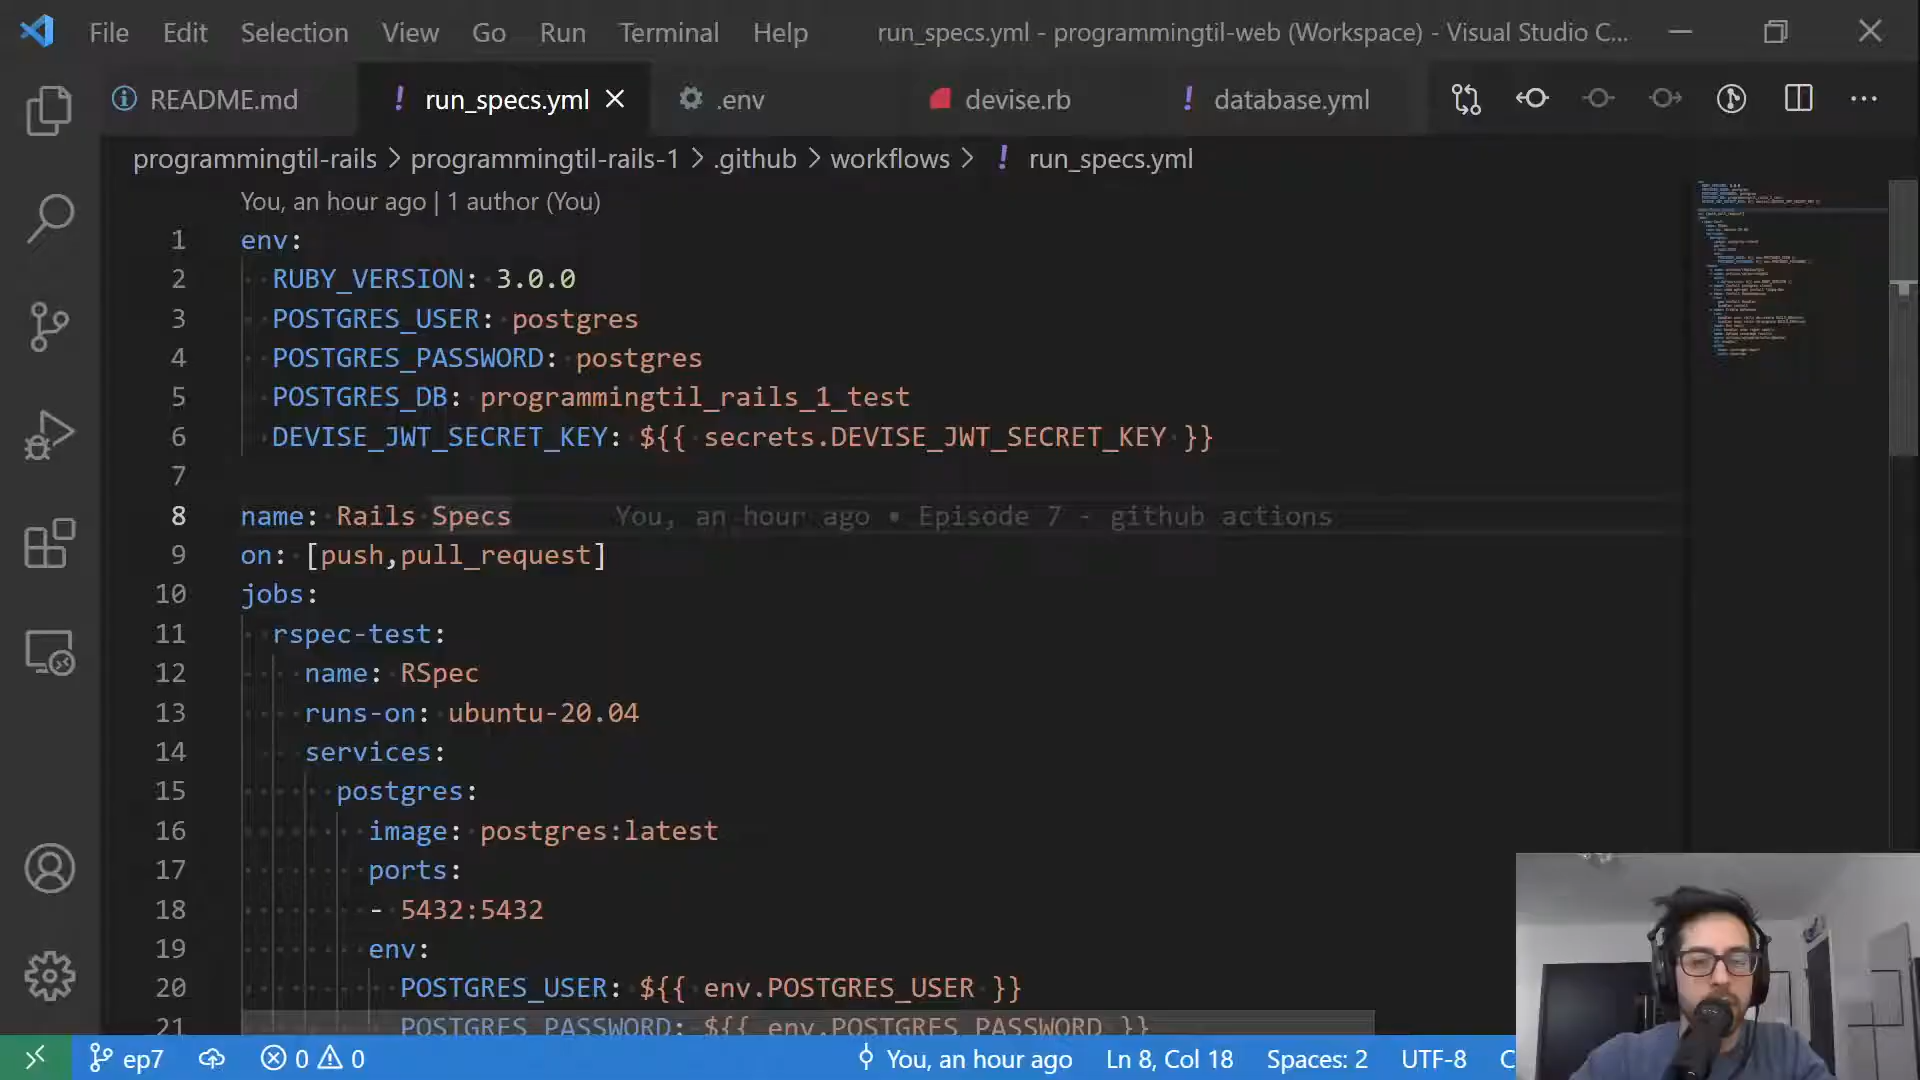 File Edit Selection View Go Run Terminal Help run_specs.yml - programmingtil-web (Workspace) - Visual Studio C...
README.md ! run_specs.yml .env devise.rb ! database.yml
programmingtil-rails > programmingtil-rails-1 > .github > workflows > ! run_specs.yml
You, an hour ago | 1 author (You)
1 env:
2 RUBY_VERSION: 3.0.0
3 POSTGRES_USER: postgres
4 POSTGRES_PASSWORD: postgres
5 POSTGRES_DB: programmingtil_rails_1_test
6 DEVISE_JWT_SECRET_KEY: ${{ secrets.DEVISE_JWT_SECRET_KEY }}
7
8 name: Rails Specs You, an hour ago • Episode 7 - github actions
9 on: [push,pull_request]
10 jobs:
11 rspec-test:
12 name: RSpec
13 runs-on: ubuntu-20.04
14 services:
15 postgres:
16 image: postgres:latest
17 ports:
18 - 5432:5432
19 env:
20 POSTGRES_USER: ${{ env.POSTGRES_USER }}
21 POSTGRES_PASSWORD: ${{ env.POSTGRES_PASSWORD }}
ep7 0 0 You, an hour ago Ln 8, Col 18 Spaces: 2 UTF-8 C